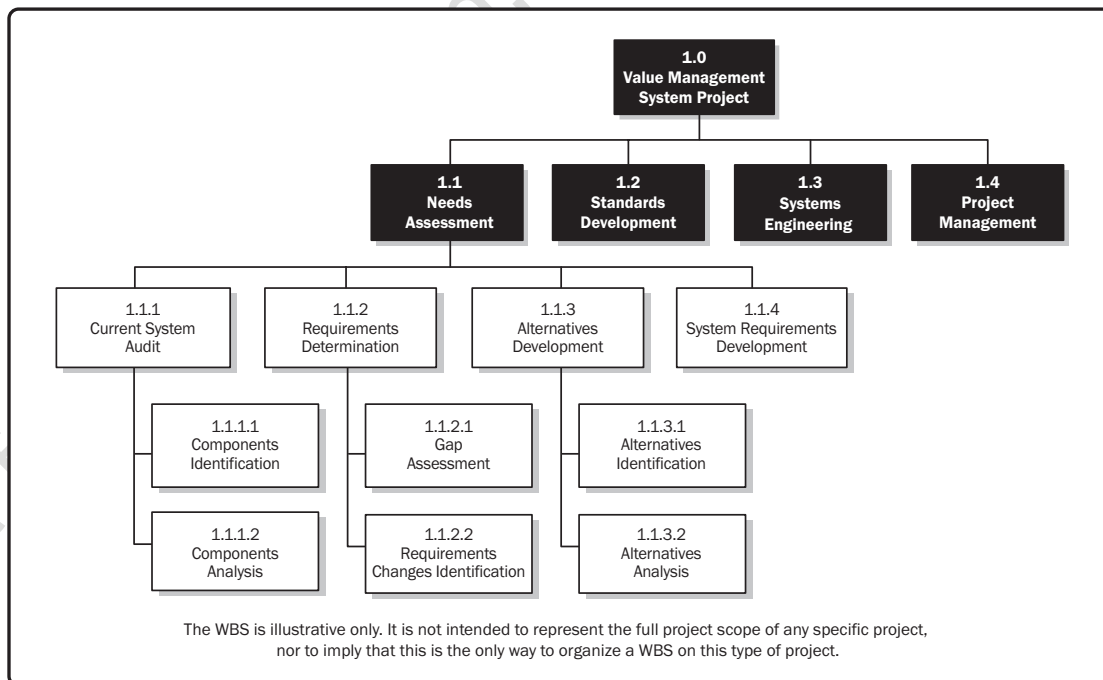 1.0
Value Management
System Project
1.1
Needs
Assessment
1.2
Standards
Development
1.3
Systems
Engineering
1.4
Project
Management
1.1.1
Current System
Audit
1.1.2
Requirements
Determination
1.1.3
Alternatives
Development
1.1.4
System Requirements
Development
1.1.1.1
Components
Identification
1.1.2.1
Gap
Assessment
1.1.3.1
Alternatives
Identification
1.1.1.2
Components
Analysis
1.1.2.2
Requirements
Changes Identification
1.1.3.2
Alternatives
Analysis
The WBS is illustrative only. It is not intended to represent the full project scope of any specific project,
nor to imply that this is the only way to organize a WBS on this type of project.